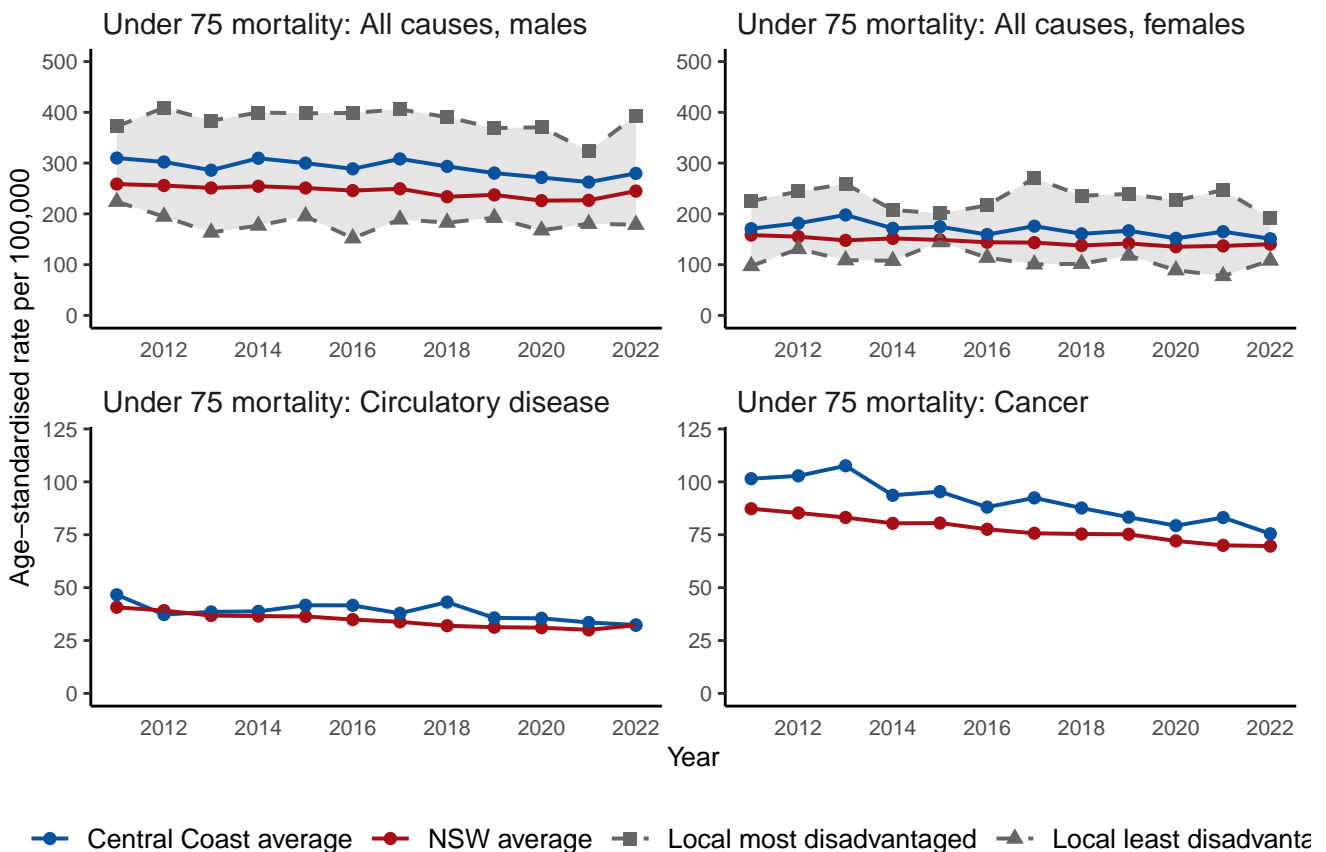 Under 75 mortality: All causes, males
Under 75 mortality: All causes, females
500
400
300
200
100
0
2012 2014 2016 2018 2020 2022
500
400
300
200
100
0
2012 2014 2016 2018 2020 2022
Age–standardised rate per 100,000
Under 75 mortality: Circulatory disease
Under 75 mortality: Cancer
125
100
75
50
25
0
2012 2014 2016 2018 2020 2022
125
100
75
50
25
0
2012 2014 2016 2018 2020 2022
Year
Central Coast average NSW average Local most disadvantaged Local least disadvanta